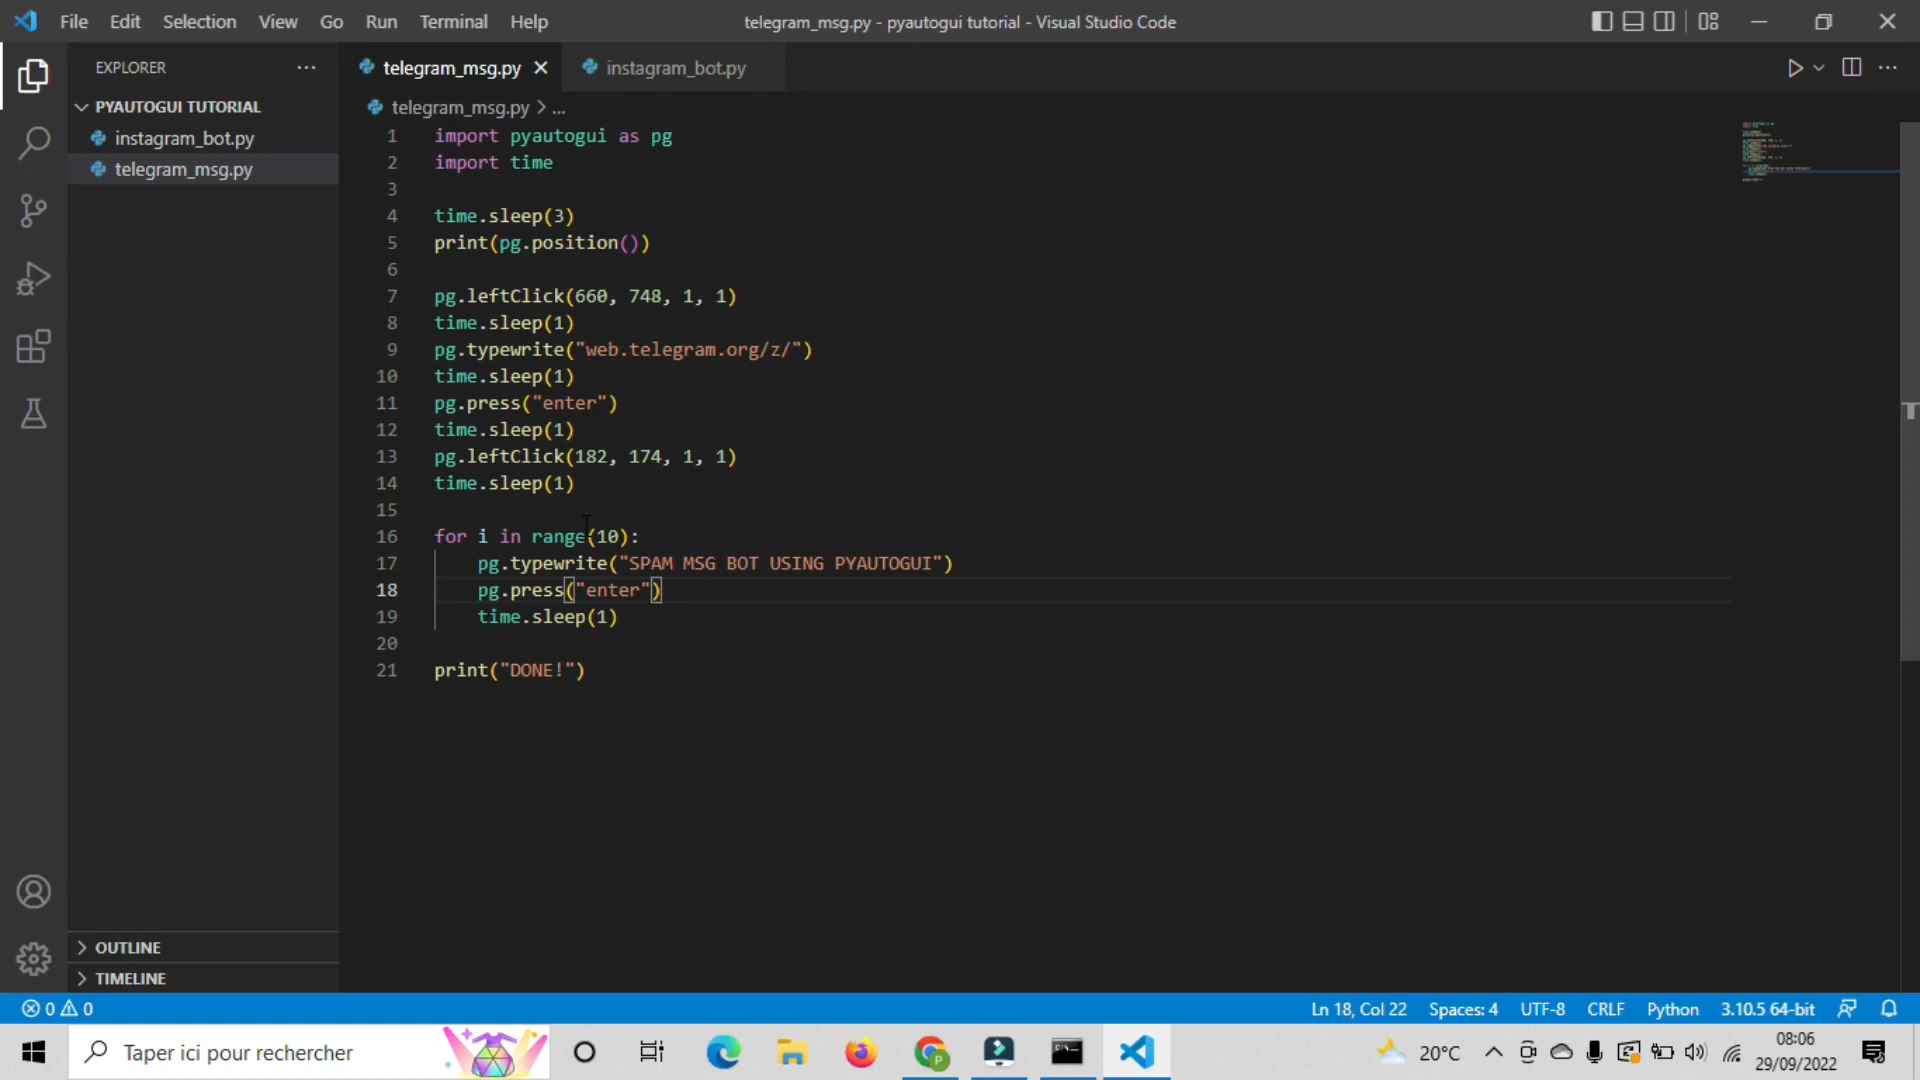 File Edit Selection View Go Run Terminal Help
telegram_msg.py - pyautogui tutorial - Visual Studio Code
EXPLORER
PYAUTOGUI TUTORIAL
instagram_bot.py
telegram_msg.py
OUTLINE
TIMELINE
telegram_msg.py
instagram_bot.py
telegram_msg.py > ...
1 import pyautogui as pg
2 import time
3
4 time.sleep(3)
5 print(pg.position())
6
7 pg.leftClick(660, 748, 1, 1)
8 time.sleep(1)
9 pg.typewrite("web.telegram.org/z/")
10 time.sleep(1)
11 pg.press("enter")
12 time.sleep(1)
13 pg.leftClick(182, 174, 1, 1)
14 time.sleep(1)
15
16 for i in range(10):
17     pg.typewrite("SPAM MSG BOT USING PYAUTOGUI")
18     pg.press("enter")
19     time.sleep(1)
20
21 print("DONE!")
0 0
Ln 18, Col 22 Spaces: 4 UTF-8 CRLF Python 3.10.5 64-bit
Taper ici pour rechercher
20°C
08:06
29/09/2022